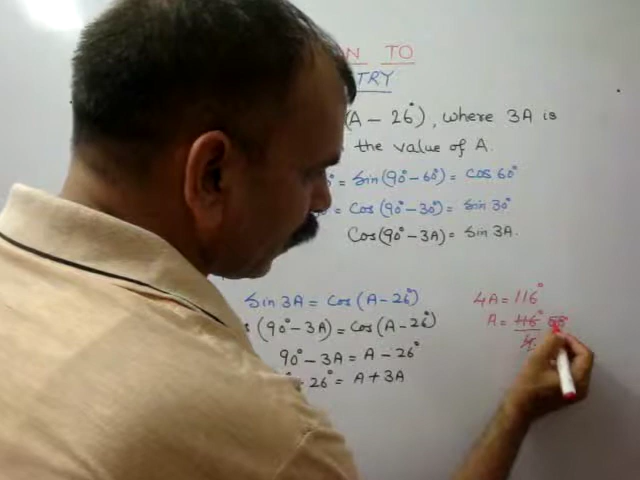 N TO
TRY
(A - 26°), where 3A is
the value of A.
= Sin(90° - 60°) = Cos 60°
= Cos(90° - 30°) = Sin 30°
Cos(90° - 3A) = Sin 3A.
Sin 3A = Cos(A - 26°)
(90° - 3A) = Cos(A - 26°)
90° - 3A = A - 26°
+ 26° = A + 3A
4A = 116°
A = 116°
4